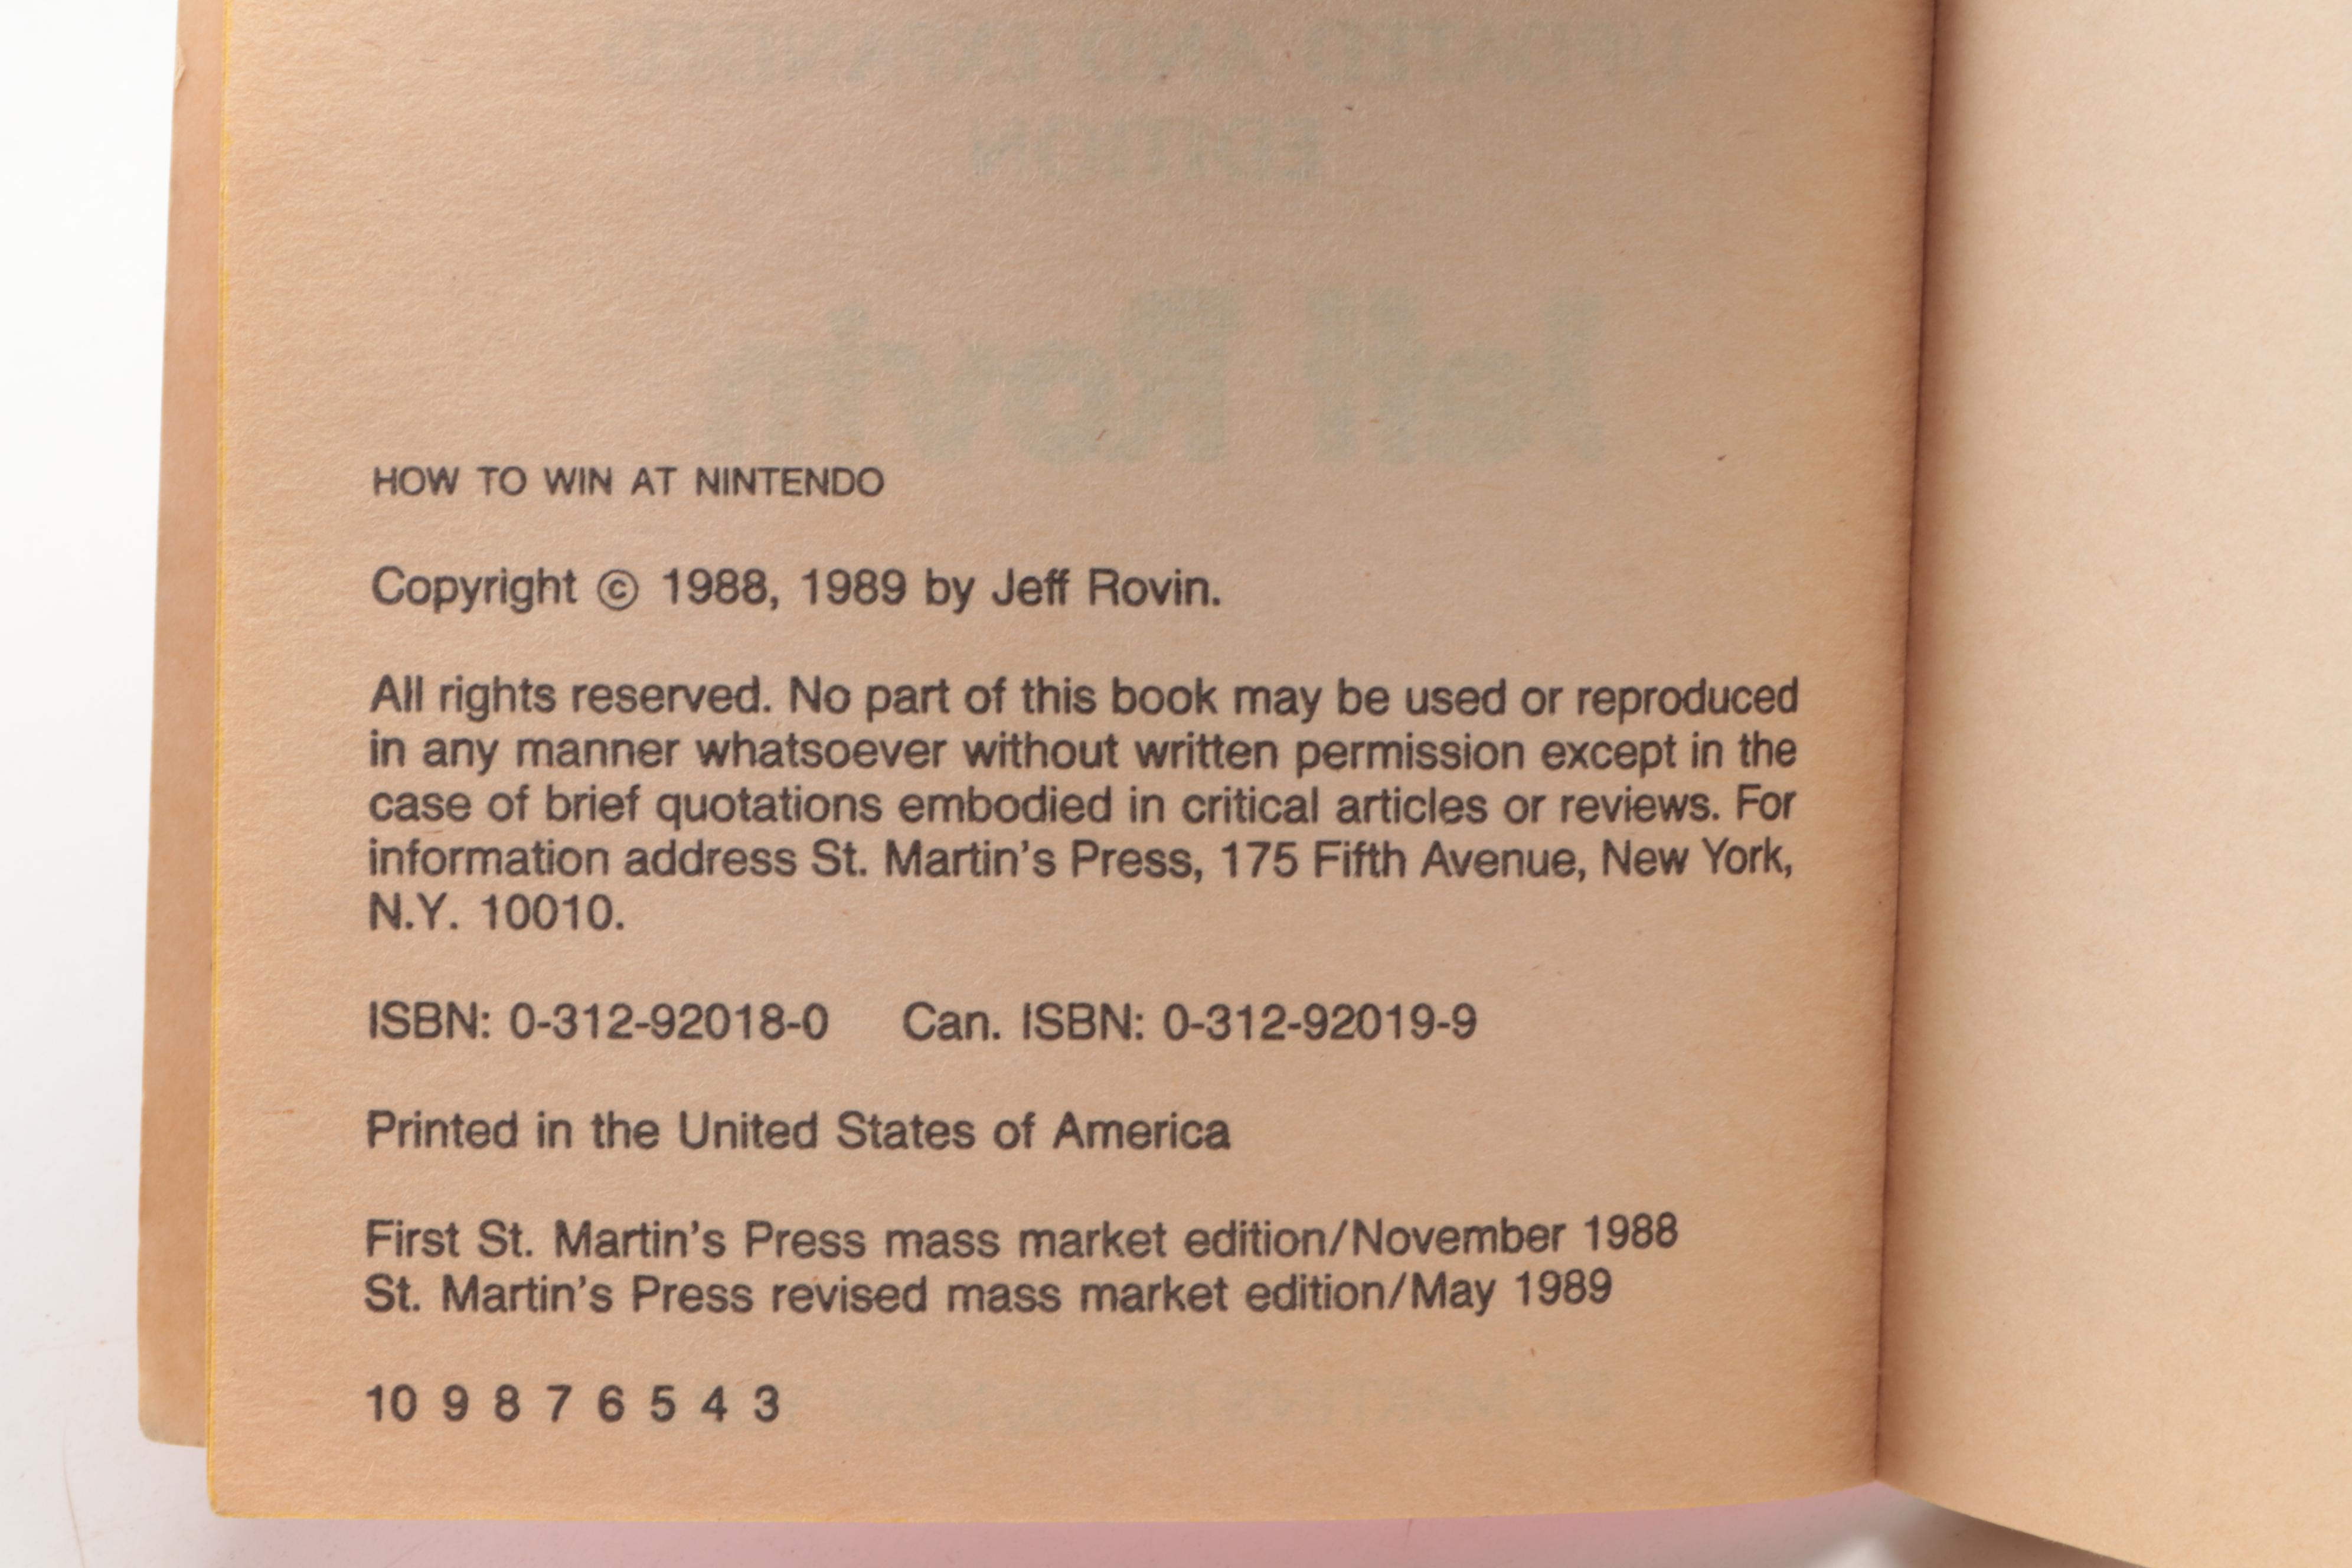 HOW TO WIN AT NINTENDO
Copyright © 1988, 1989 by Jeff Rovin.
All rights reserved. No part of this book may be used or reproduced
in any manner whatsoever without written permission except in the
case of brief quotations embodied in critical articles or reviews. For
information address St. Martin's Press, 175 Fifth Avenue, New York,
N.Y. 10010.
ISBN: 0-312-92018-0 Can. ISBN: 0-312-92019-9
Printed in the United States of America
First St. Martin's Press mass market edition/November 1988
St. Martin's Press revised mass market edition/May 1989
10 9 8 7 6 5 4 3